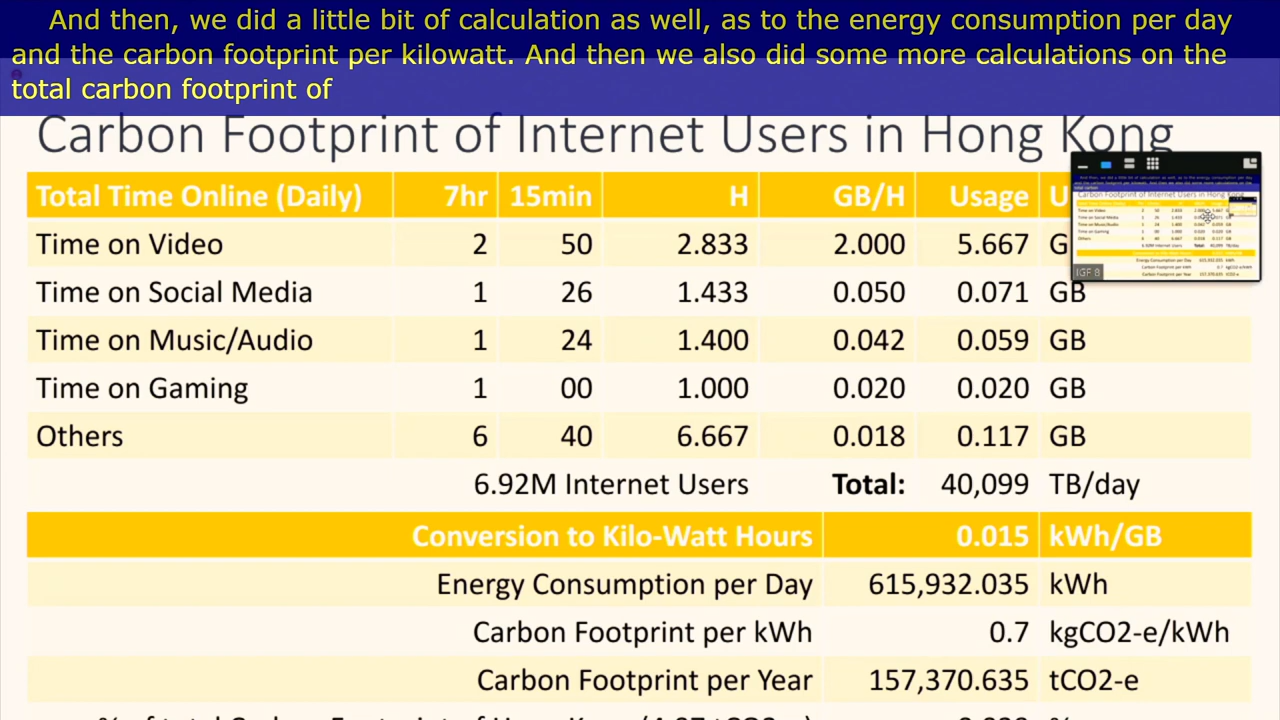 And then, we did a little bit of calculation as well, as to the energy consumption per day
and the carbon footprint per kilowatt. And then we also did some more calculations on the
total carbon footprint of
Carbon Footprint of Internet Users in Hong Kong
Total Time Online (Daily) 7hr 15min H GB/H Usage
Time on Video 2 50 2.833 2.000 5.667
Time on Social Media 1 26 1.433 0.050 0.071 GB
Time on Music/Audio 1 24 1.400 0.042 0.059 GB
Time on Gaming 1 00 1.000 0.020 0.020 GB
Others 6 40 6.667 0.018 0.117 GB
6.92M Internet Users Total: 40,099 TB/day
Conversion to Kilo-Watt Hours 0.015 kWh/GB
Energy Consumption per Day 615,932.035 kWh
Carbon Footprint per kWh 0.7 kgCO2-e/kWh
Carbon Footprint per Year 157,370.635 tCO2-e
IGF 8